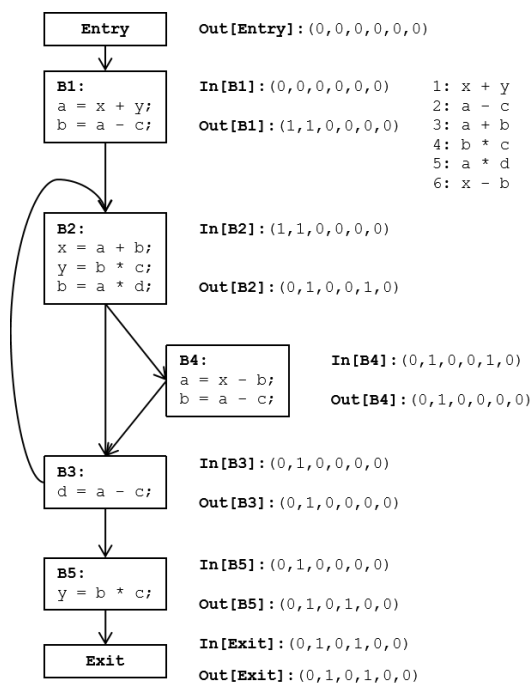 Entry
Out[Entry]:(0,0,0,0,0,0)
B1:
a = x + y;
b = a - c;
In[B1]:(0,0,0,0,0,0)
Out[B1]:(1,1,0,0,0,0)
1: x + y
2: a - c
3: a + b
4: b * c
5: a * d
6: x - b
B2:
x = a + b;
y = b * c;
b = a * d;
In[B2]:(1,1,0,0,0,0)
Out[B2]:(0,1,0,0,1,0)
B4:
a = x - b;
b = a - c;
In[B4]:(0,1,0,0,1,0)
Out[B4]:(0,1,0,0,0,0)
B3:
d = a - c;
In[B3]:(0,1,0,0,0,0)
Out[B3]:(0,1,0,0,0,0)
B5:
y = b * c;
In[B5]:(0,1,0,0,0,0)
Out[B5]:(0,1,0,1,0,0)
Exit
In[Exit]:(0,1,0,1,0,0)
Out[Exit]:(0,1,0,1,0,0)